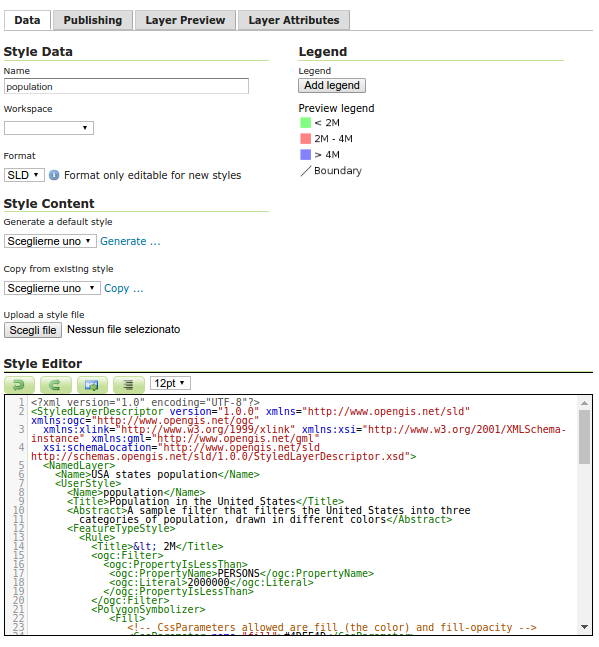 Data Publishing Layer Preview Layer Attributes
Style Data
Name
population
Workspace
Format
SLD Format only editable for new styles
Style Content
Generate a default style
Sceglierne uno Generate ...
Copy from existing style
Sceglierne uno Copy ...
Upload a style file
Scegli file Nessun file selezionato
Legend
Legend
Add legend
Preview legend
< 2M
2M - 4M
> 4M
Boundary
Style Editor
12pt
1 <?xml version="1.0" encoding="UTF-8"?>
2 <StyledLayerDescriptor version="1.0.0" xmlns="http://www.opengis.net/sld"
xmlns:ogc="http://www.opengis.net/ogc"
3 xmlns:xlink="http://www.w3.org/1999/xlink" xmlns:xsi="http://www.w3.org/2001/XMLSchema-
instance" xmlns:gml="http://www.opengis.net/gml"
4 xsi:schemaLocation="http://www.opengis.net/sld
http://schemas.opengis.net/sld/1.0.0/StyledLayerDescriptor.xsd">
5 <NamedLayer>
6 <Name>USA states population</Name>
7 <UserStyle>
8 <Name>population</Name>
9 <Title>Population in the United States</Title>
10 <Abstract>A sample filter that filters the United States into three
11 categories of population, drawn in different colors</Abstract>
12 <FeatureTypeStyle>
13 <Rule>
14 <Title>&lt; 2M</Title>
15 <ogc:Filter>
16 <ogc:PropertyIsLessThan>
17 <ogc:PropertyName>PERSONS</ogc:PropertyName>
18 <ogc:Literal>2000000</ogc:Literal>
19 </ogc:PropertyIsLessThan>
20 </ogc:Filter>
21 <PolygonSymbolizer>
22 <Fill>
23 <!-- CssParameters allowed are fill (the color) and fill-opacity -->